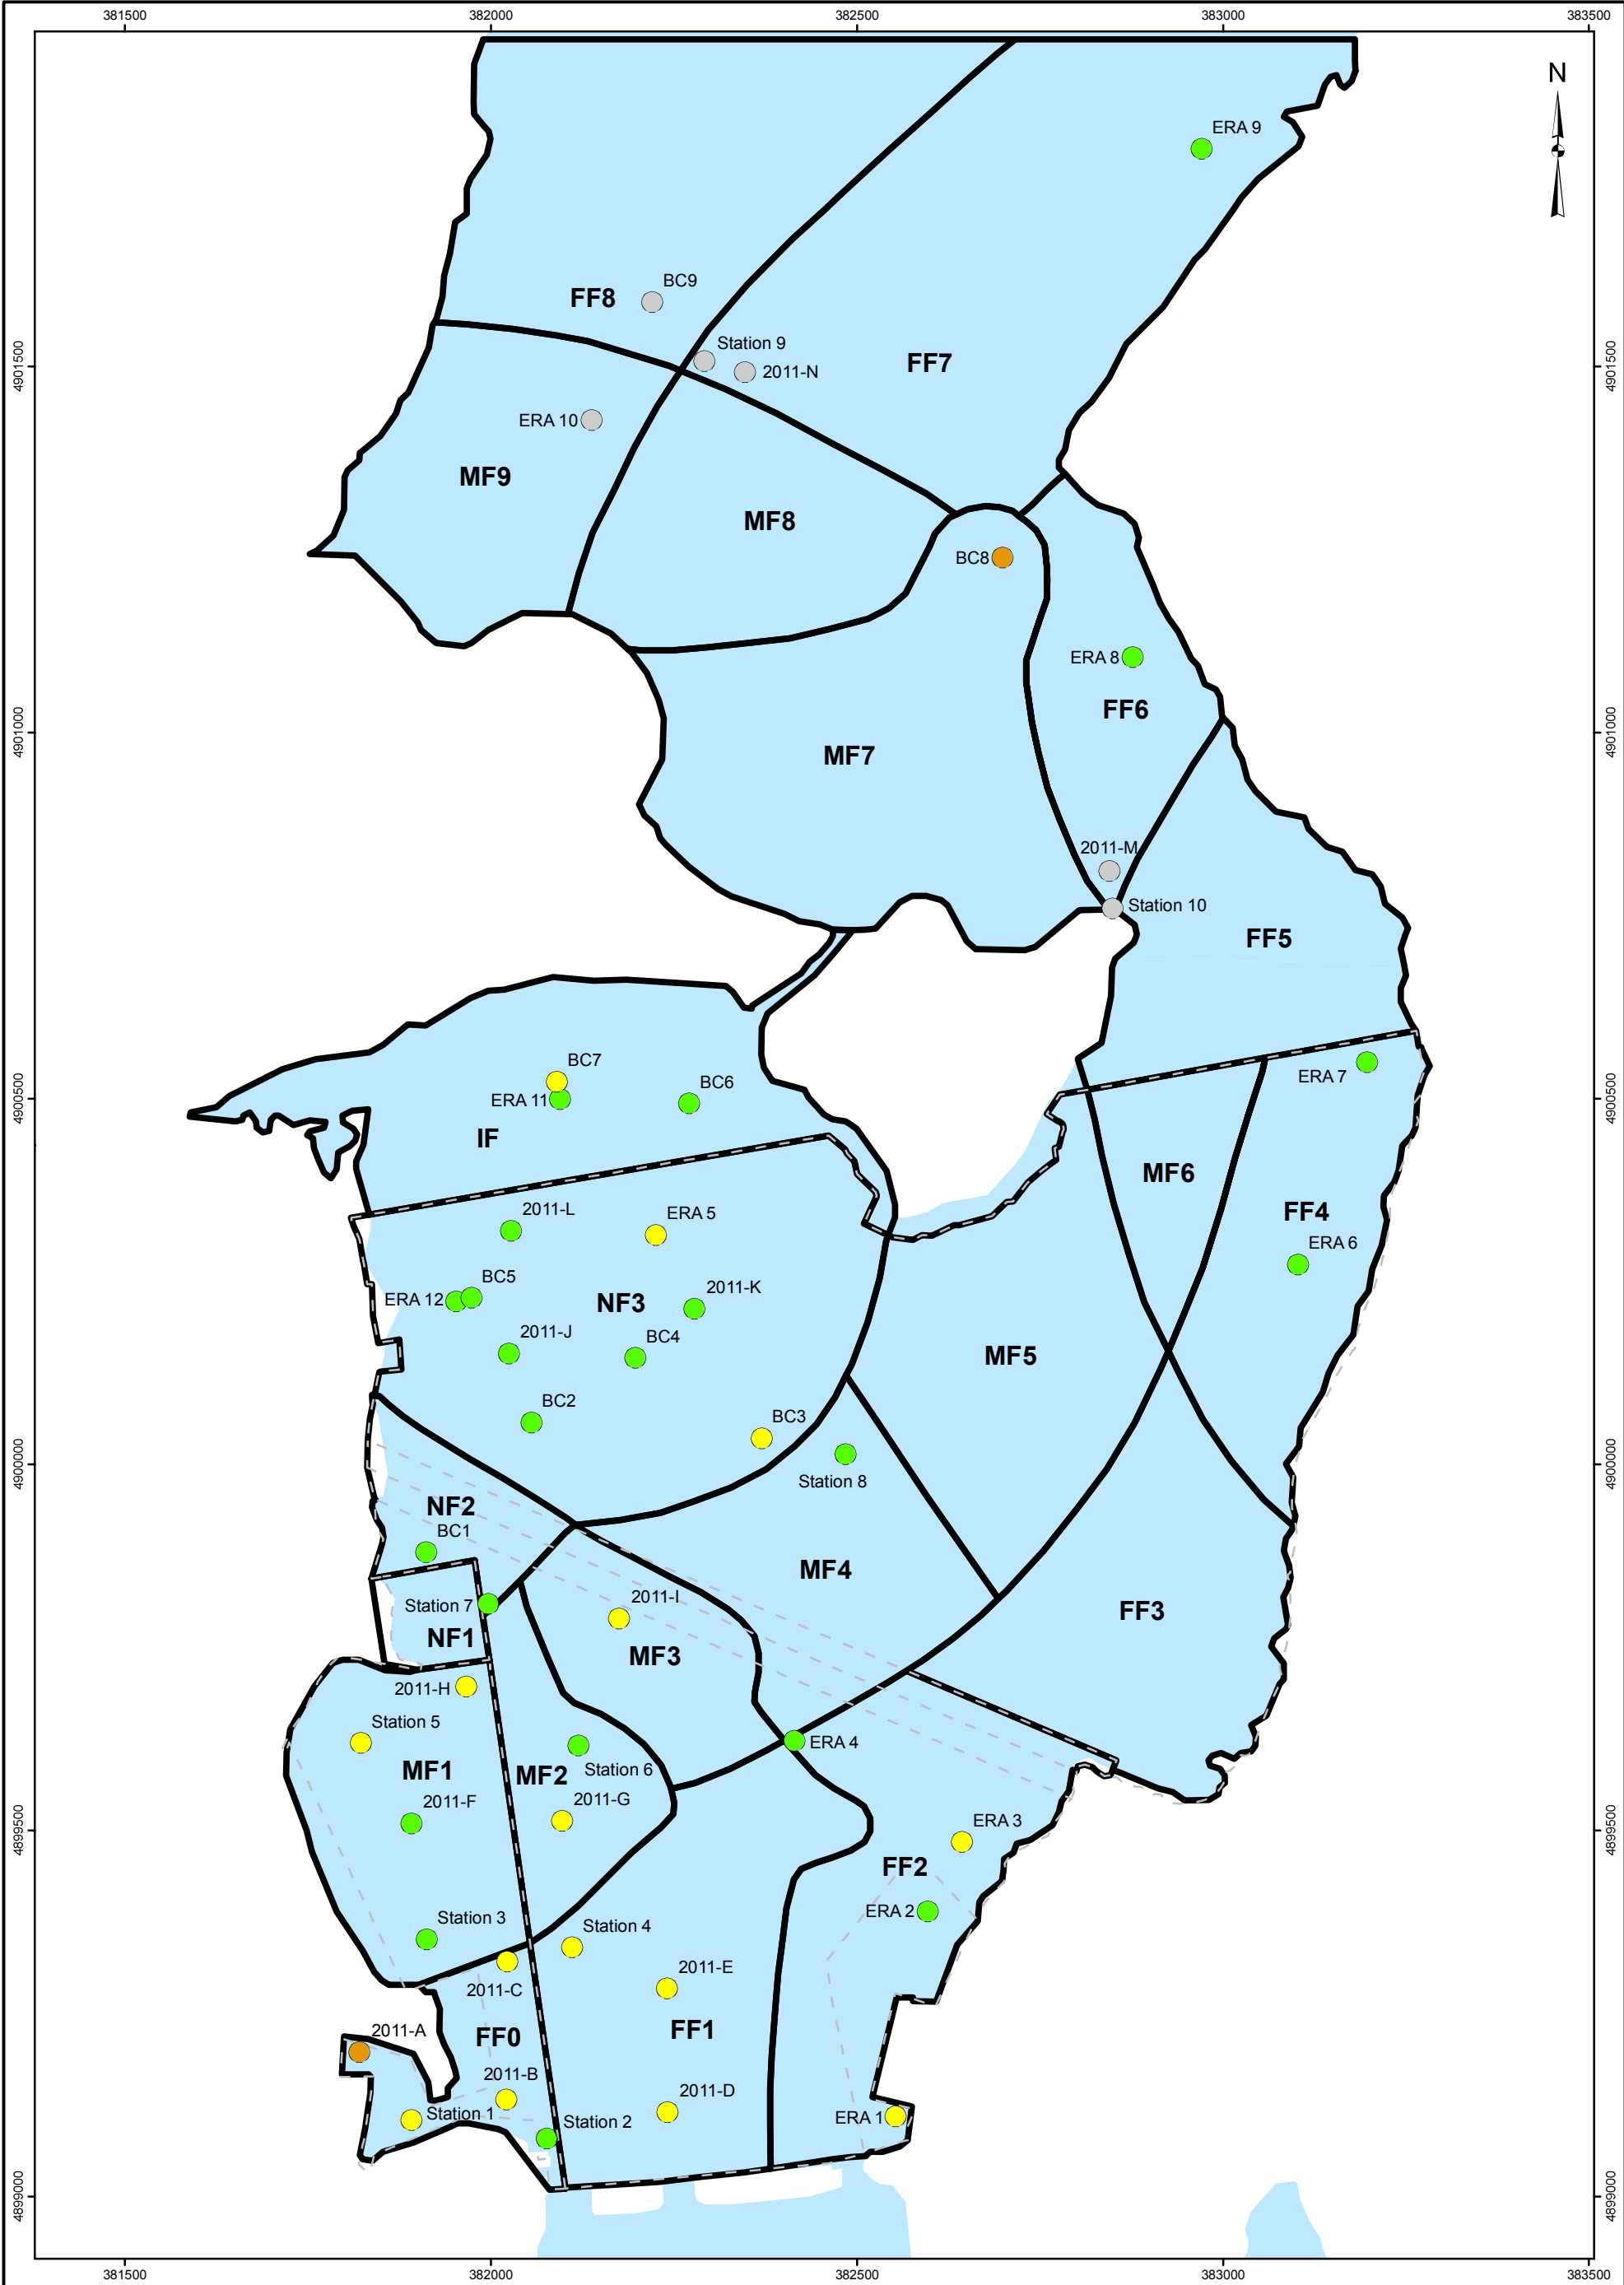 381500
382000
382500
383000
383500
N
ERA 9
BC9
FF8
Station 9
2011-N
FF7
4901500
4901500
ERA 10
MF9
MF8
BC8
ERA 8
FF6
4901000
4901000
MF7
2011-M
Station 10
FF5
BC7
ERA 11
BC6
ERA 7
4900500
4900500
IF
MF6
2011-L
ERA 5
FF4
ERA 6
BC5
ERA 12
NF3
2011-K
2011-J
BC4
MF5
BC2
BC3
4900000
4900000
Station 8
NF2
BC1
MF4
2011-I
Station 7
NF1
FF3
MF3
2011-H
Station 5
ERA 4
MF1
MF2
Station 6
2011-F
2011-G
ERA 3
4899500
4899500
FF2
ERA 2
Station 3
Station 4
2011-C
2011-E
2011-A
FF0
FF1
2011-B
2011-D
Station 1
Station 2
ERA 1
4899000
4899000
381500
382000
382500
383000
383500